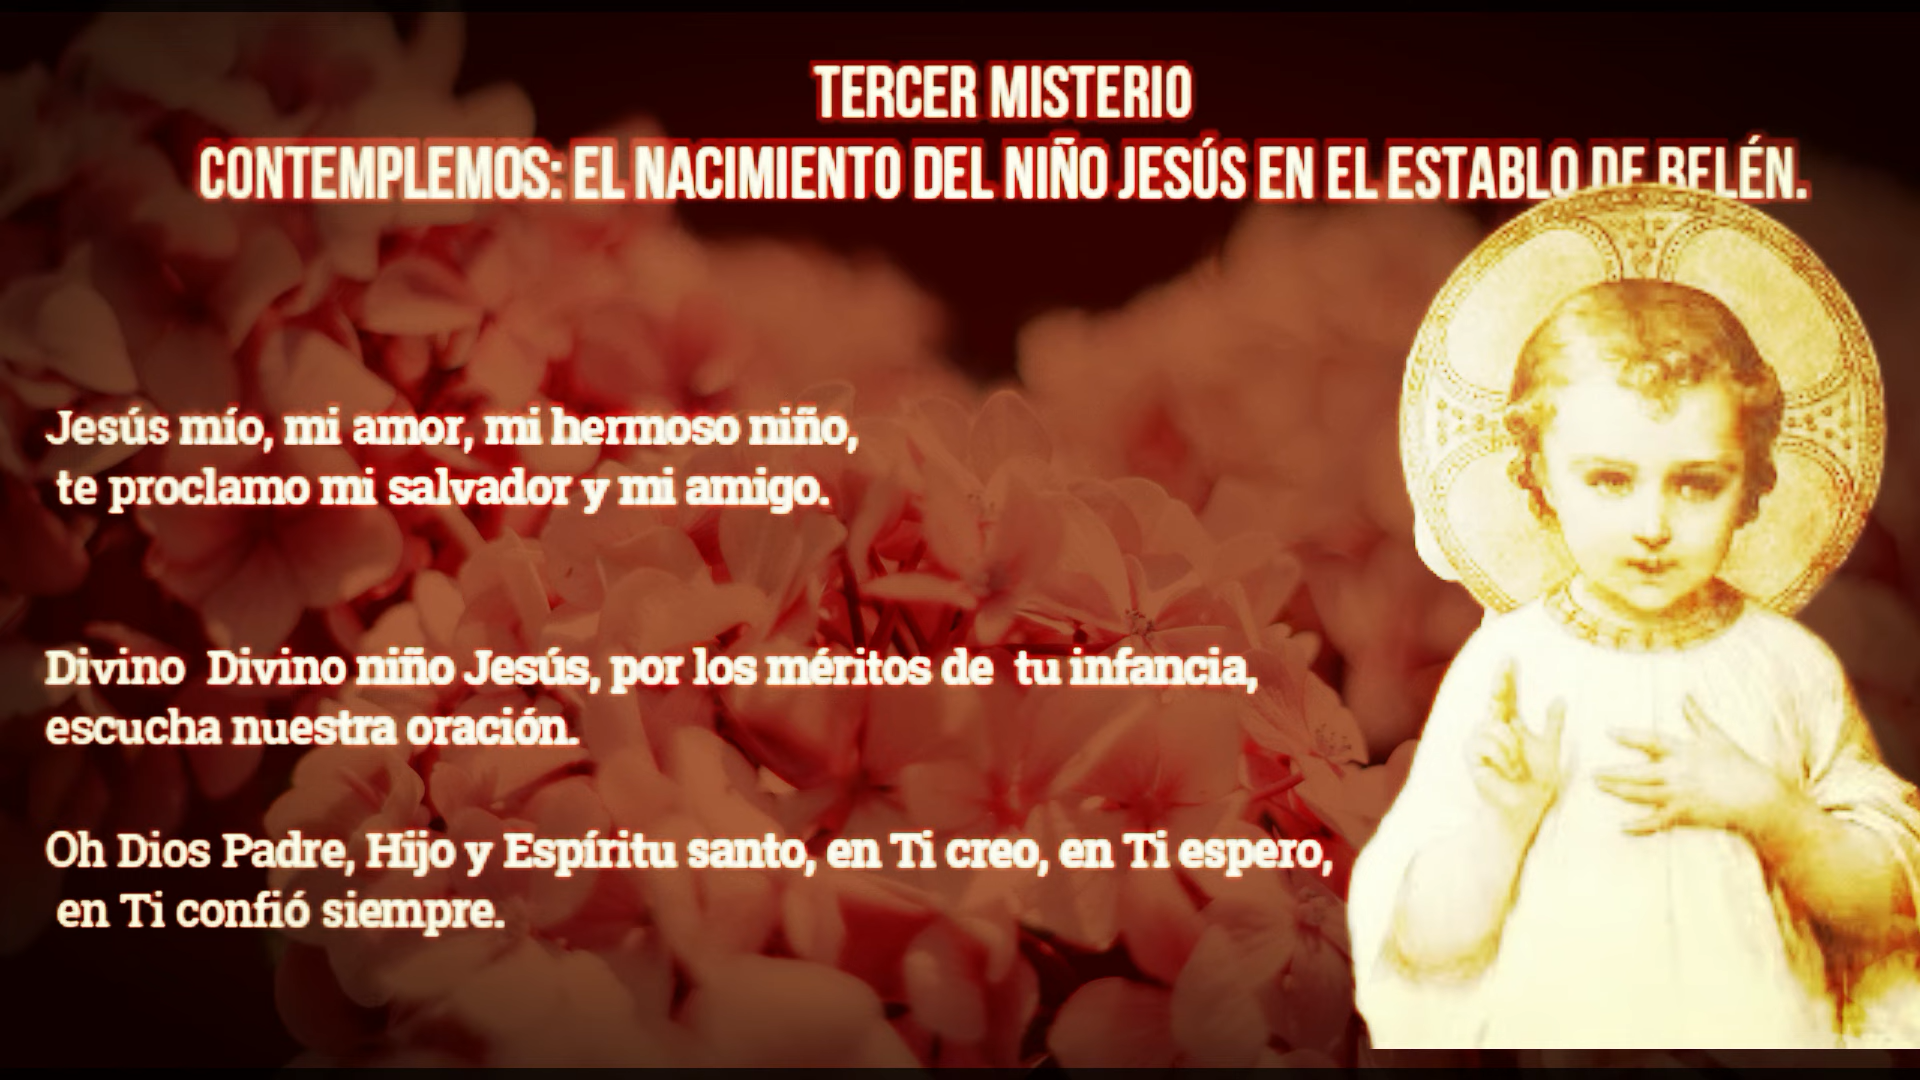 TERCER MISTERIO
CONTEMPLEMOS: EL NACIMIENTO DEL NIÑO JESÚS EN EL ESTABLO DE BELÉN.
Jesús mío, mi amor, mi hermoso niño,
te proclamo mi salvador y mi amigo.
Divino  Divino niño Jesús, por los méritos de  tu infancia,
escucha nuestra oración.
Oh Dios Padre, Hijo y Espíritu santo, en Ti creo, en Ti espero,
en Ti confió siempre.